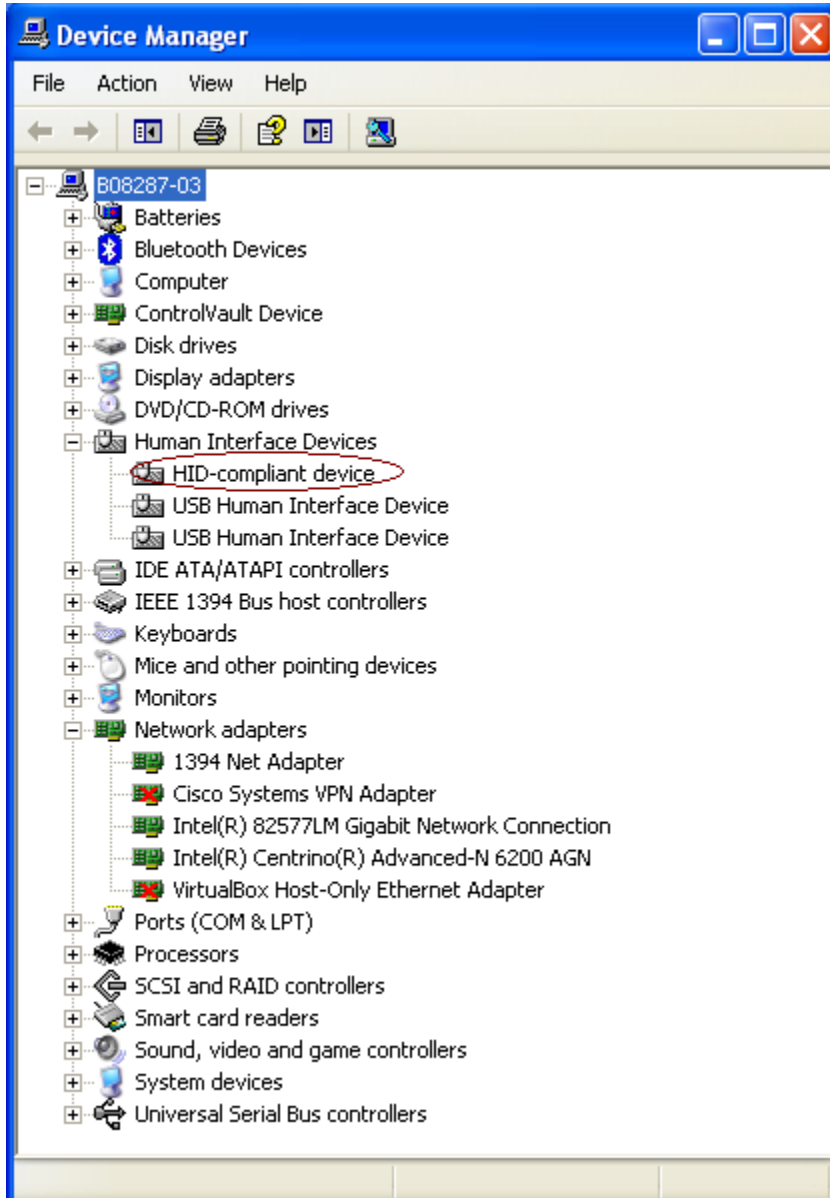 Device Manager
File Action View Help
B08287-03
Batteries
Bluetooth Devices
Computer
ControlVault Device
Disk drives
Display adapters
DVD/CD-ROM drives
Human Interface Devices
HID-compliant device
USB Human Interface Device
USB Human Interface Device
IDE ATA/ATAPI controllers
IEEE 1394 Bus host controllers
Keyboards
Mice and other pointing devices
Monitors
Network adapters
1394 Net Adapter
Cisco Systems VPN Adapter
Intel(R) 82577LM Gigabit Network Connection
Intel(R) Centrino(R) Advanced-N 6200 AGN
VirtualBox Host-Only Ethernet Adapter
Ports (COM & LPT)
Processors
SCSI and RAID controllers
Smart card readers
Sound, video and game controllers
System devices
Universal Serial Bus controllers